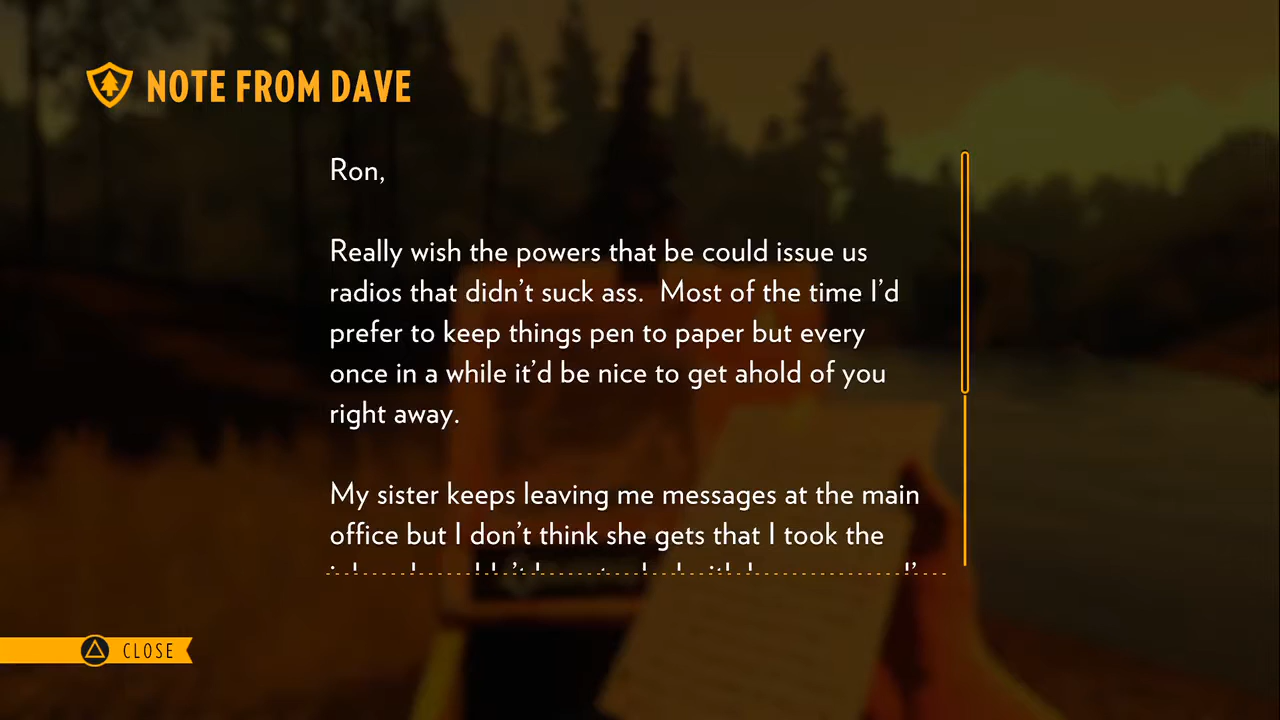 NOTE FROM DAVE
Ron,
Really wish the powers that be could issue us
radios that didn't suck ass.  Most of the time I'd
prefer to keep things pen to paper but every
once in a while it'd be nice to get ahold of you
right away.
My sister keeps leaving me messages at the main
office but I don't think she gets that I took the
CLOSE